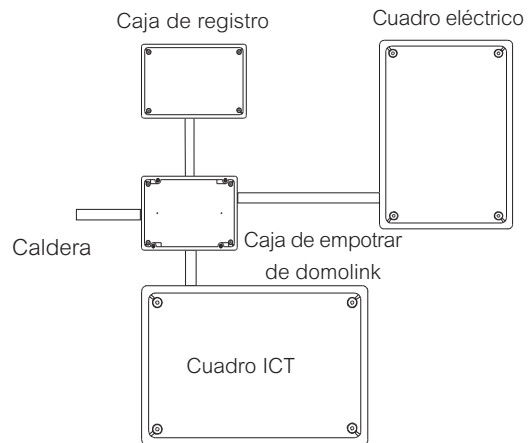 Caja de registro
Cuadro eléctrico
Caldera
Caja de empotrar
de domolink
Cuadro ICT